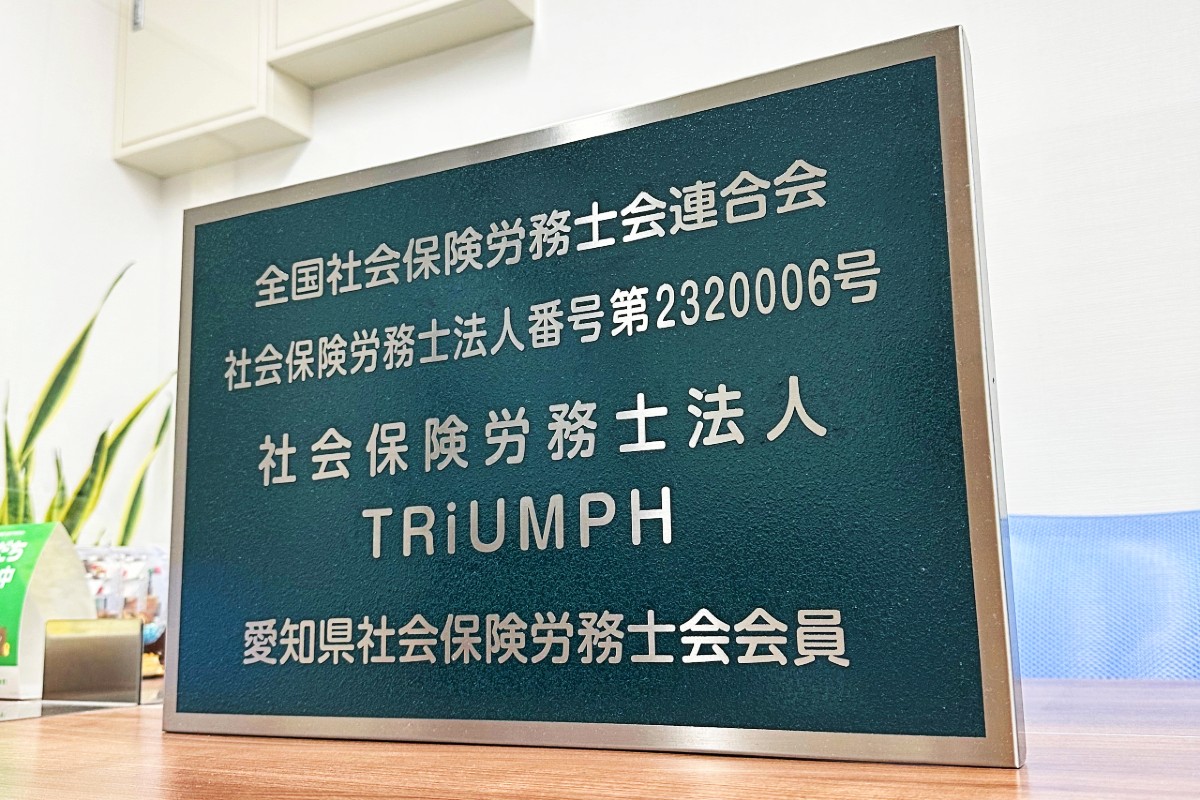 全国社会保険労務士会連合会
社会保険労務士法人番号第2320006号
社会保険労務士法人
TRiUMPH
愛知県社会保険労務士会会員